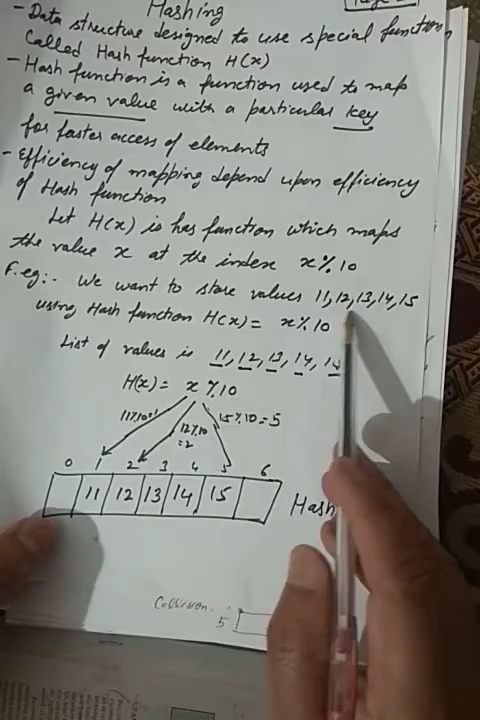 Hashing
- Data structure designed to use special function,
Called Hash function H(x)
- Hash function is a function used to map
a given value with a particular key
for faster access of elements
- Efficiency of mapping depend upon efficiency
of Hash function
Let H(x) is has function which maps
the value x at the index x%10
F.eg:- We want to store values 11,12,13,14,15
using Hash function H(x) = x%10
List of values is 11, 12, 13, 14, 14
H(x) = x %10
11%10=1 12%10 =2 15%10=5
0 1 2 3 4 5 6
11 12 13 14 15
Hash
Collision.
5